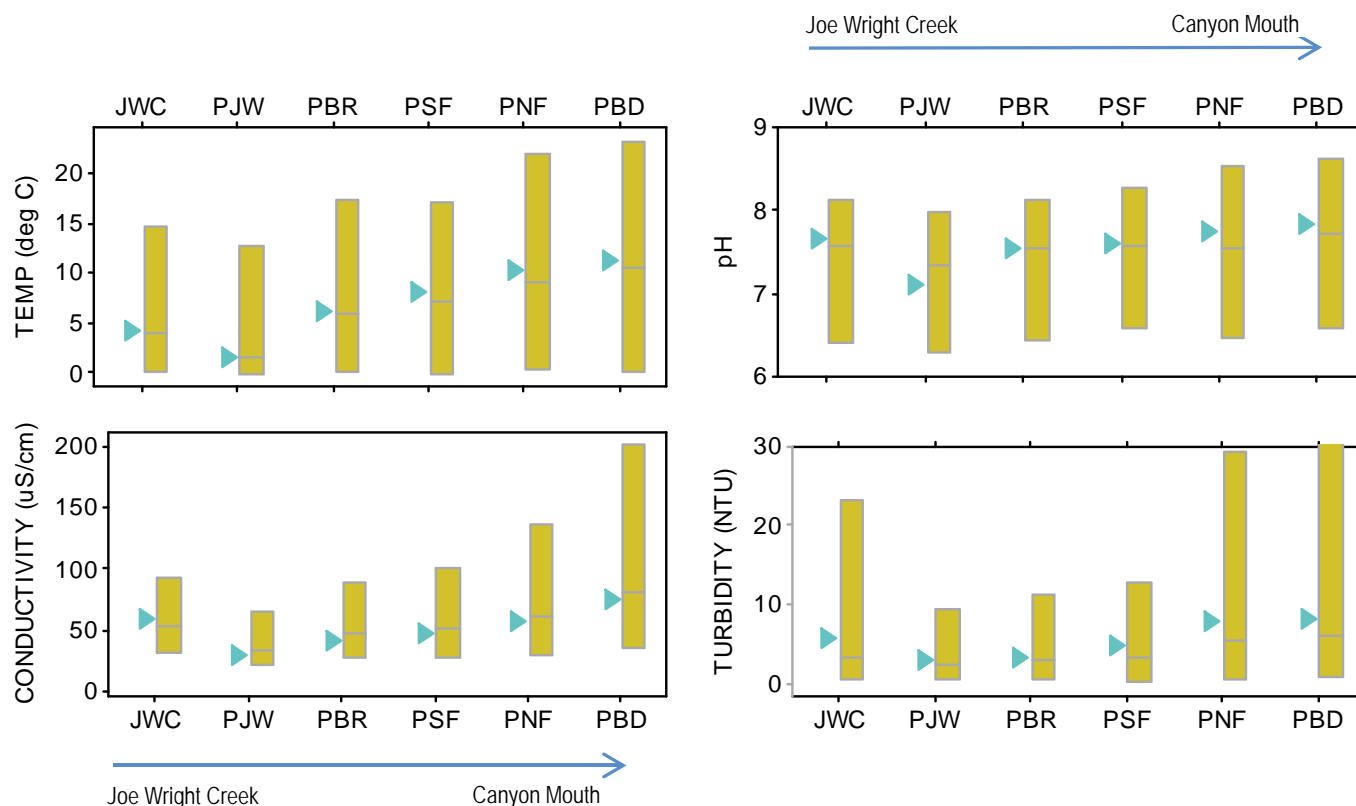 Joe Wright Creek Canyon Mouth
JWC PJW PBR PSF PNF PBD
TEMP (deg C)
20
15
10
5
0
JWC PJW PBR PSF PNF PBD
pH
9
8
7
6
CONDUCTIVITY (uS/cm)
200
150
100
50
0
JWC PJW PBR PSF PNF PBD
Joe Wright Creek Canyon Mouth
TURBIDITY (NTU)
30
20
10
0
JWC PJW PBR PSF PNF PBD